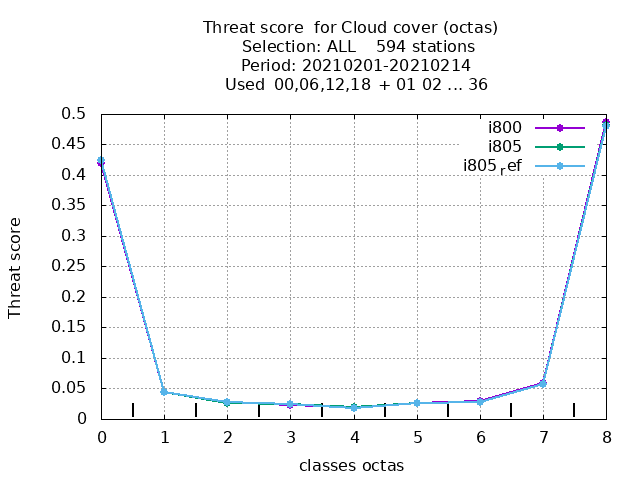 Threat score  for Cloud cover (octas)
Selection: ALL    594 stations
Period: 20210201-20210214
Used  00,06,12,18  + 01 02 ... 36
0.5
0.45
0.4
0.35
0.3
0.25
0.2
0.15
0.1
0.05
0
Threat score
i800
i805
i805ref
0 1 2 3 4 5 6 7 8
classes octas